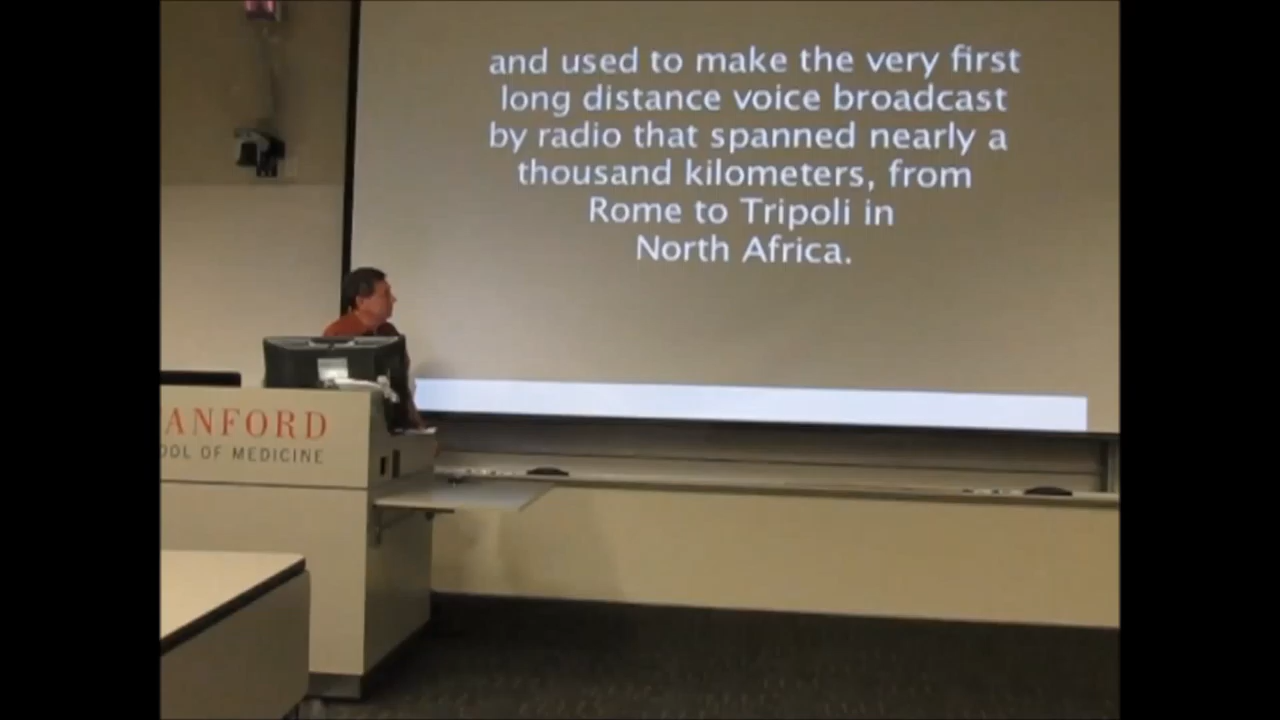 and used to make the very first
long distance voice broadcast
by radio that spanned nearly a
thousand kilometers, from
Rome to Tripoli in
North Africa.
ANFORD
OOL OF MEDICINE